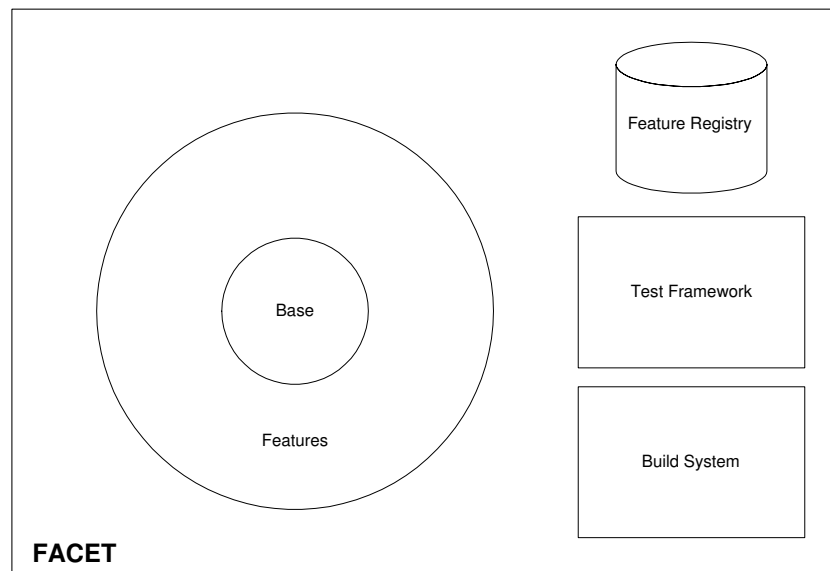 Feature Registry
Test Framework
Base
Features
Build System
FACET